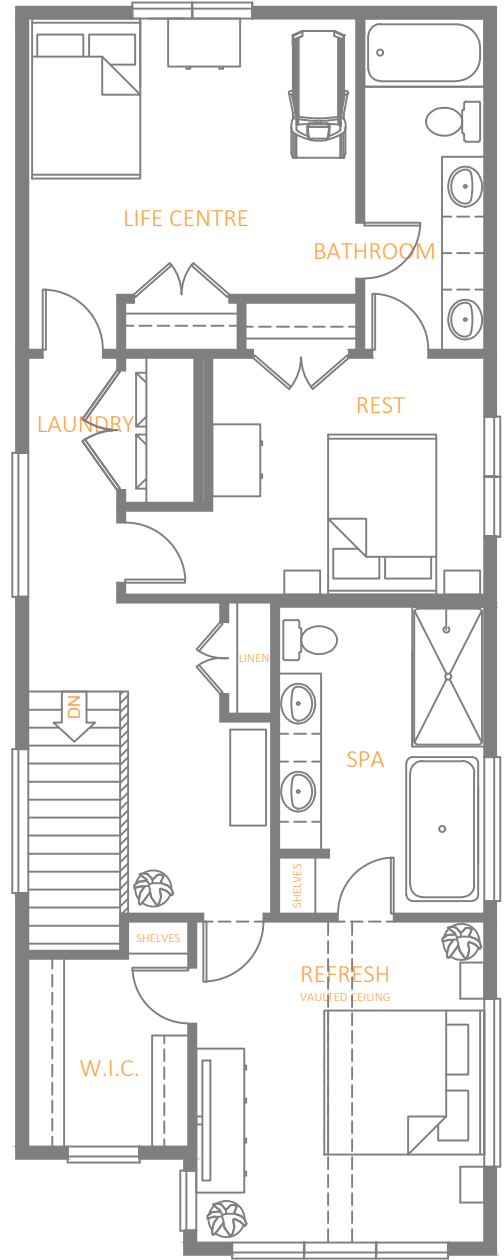 LIFE CENTRE
BATHROOM
REST
LAUNDRY
LINEN
DN
SPA
SHELVES
SHELVES
REFRESH
VAULTED CEILING
W.I.C.